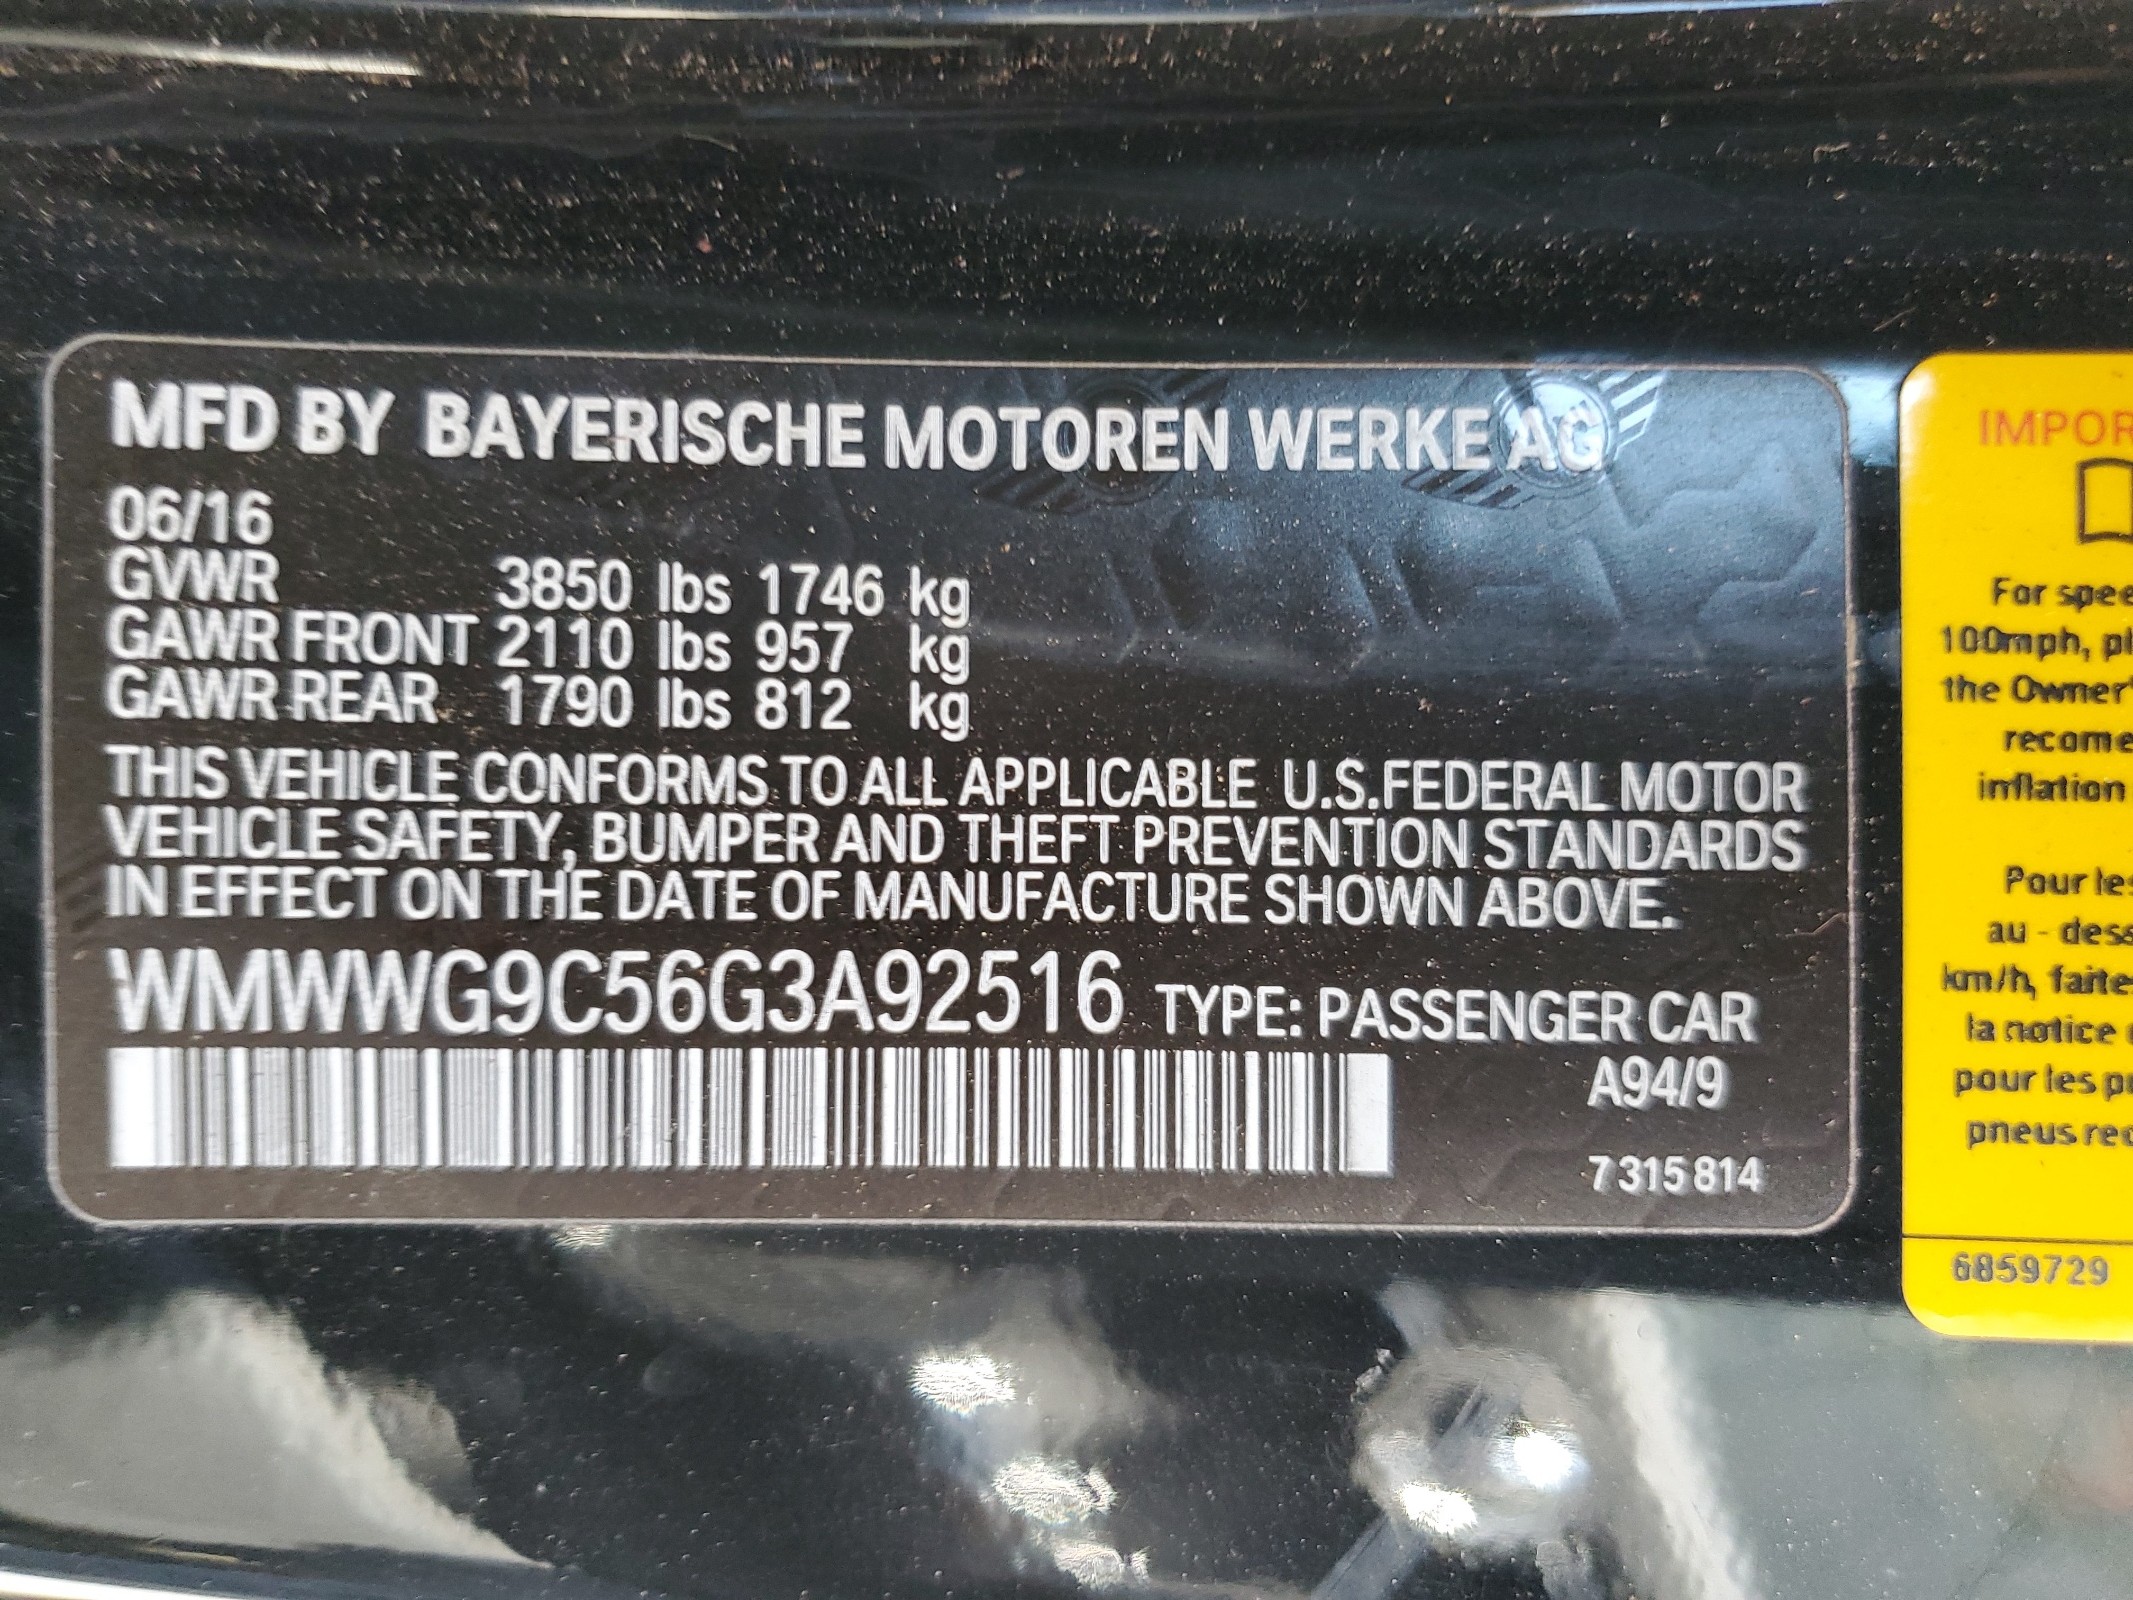 MFD BY BAYERISCHE MOTOREN WERKE AG
06/16
GVWR 3850 lbs 1746 kg
GAWR FRONT 2110 lbs 957 kg
GAWR REAR 1790 lbs 812 kg
THIS VEHICLE CONFORMS TO ALL APPLICABLE U.S.FEDERAL MOTOR
VEHICLE SAFETY, BUMPER AND THEFT PREVENTION STANDARDS
IN EFFECT ON THE DATE OF MANUFACTURE SHOWN ABOVE.
WMWWG9C56G3A92516 TYPE: PASSENGER CAR
A94/9
7 315 814
IMPOR
For spee
100mph, pl
the Owner'
recome
inflation
Pour les
au - dess
km/h, faite
la notice
pour les p
pneus rec
6859729